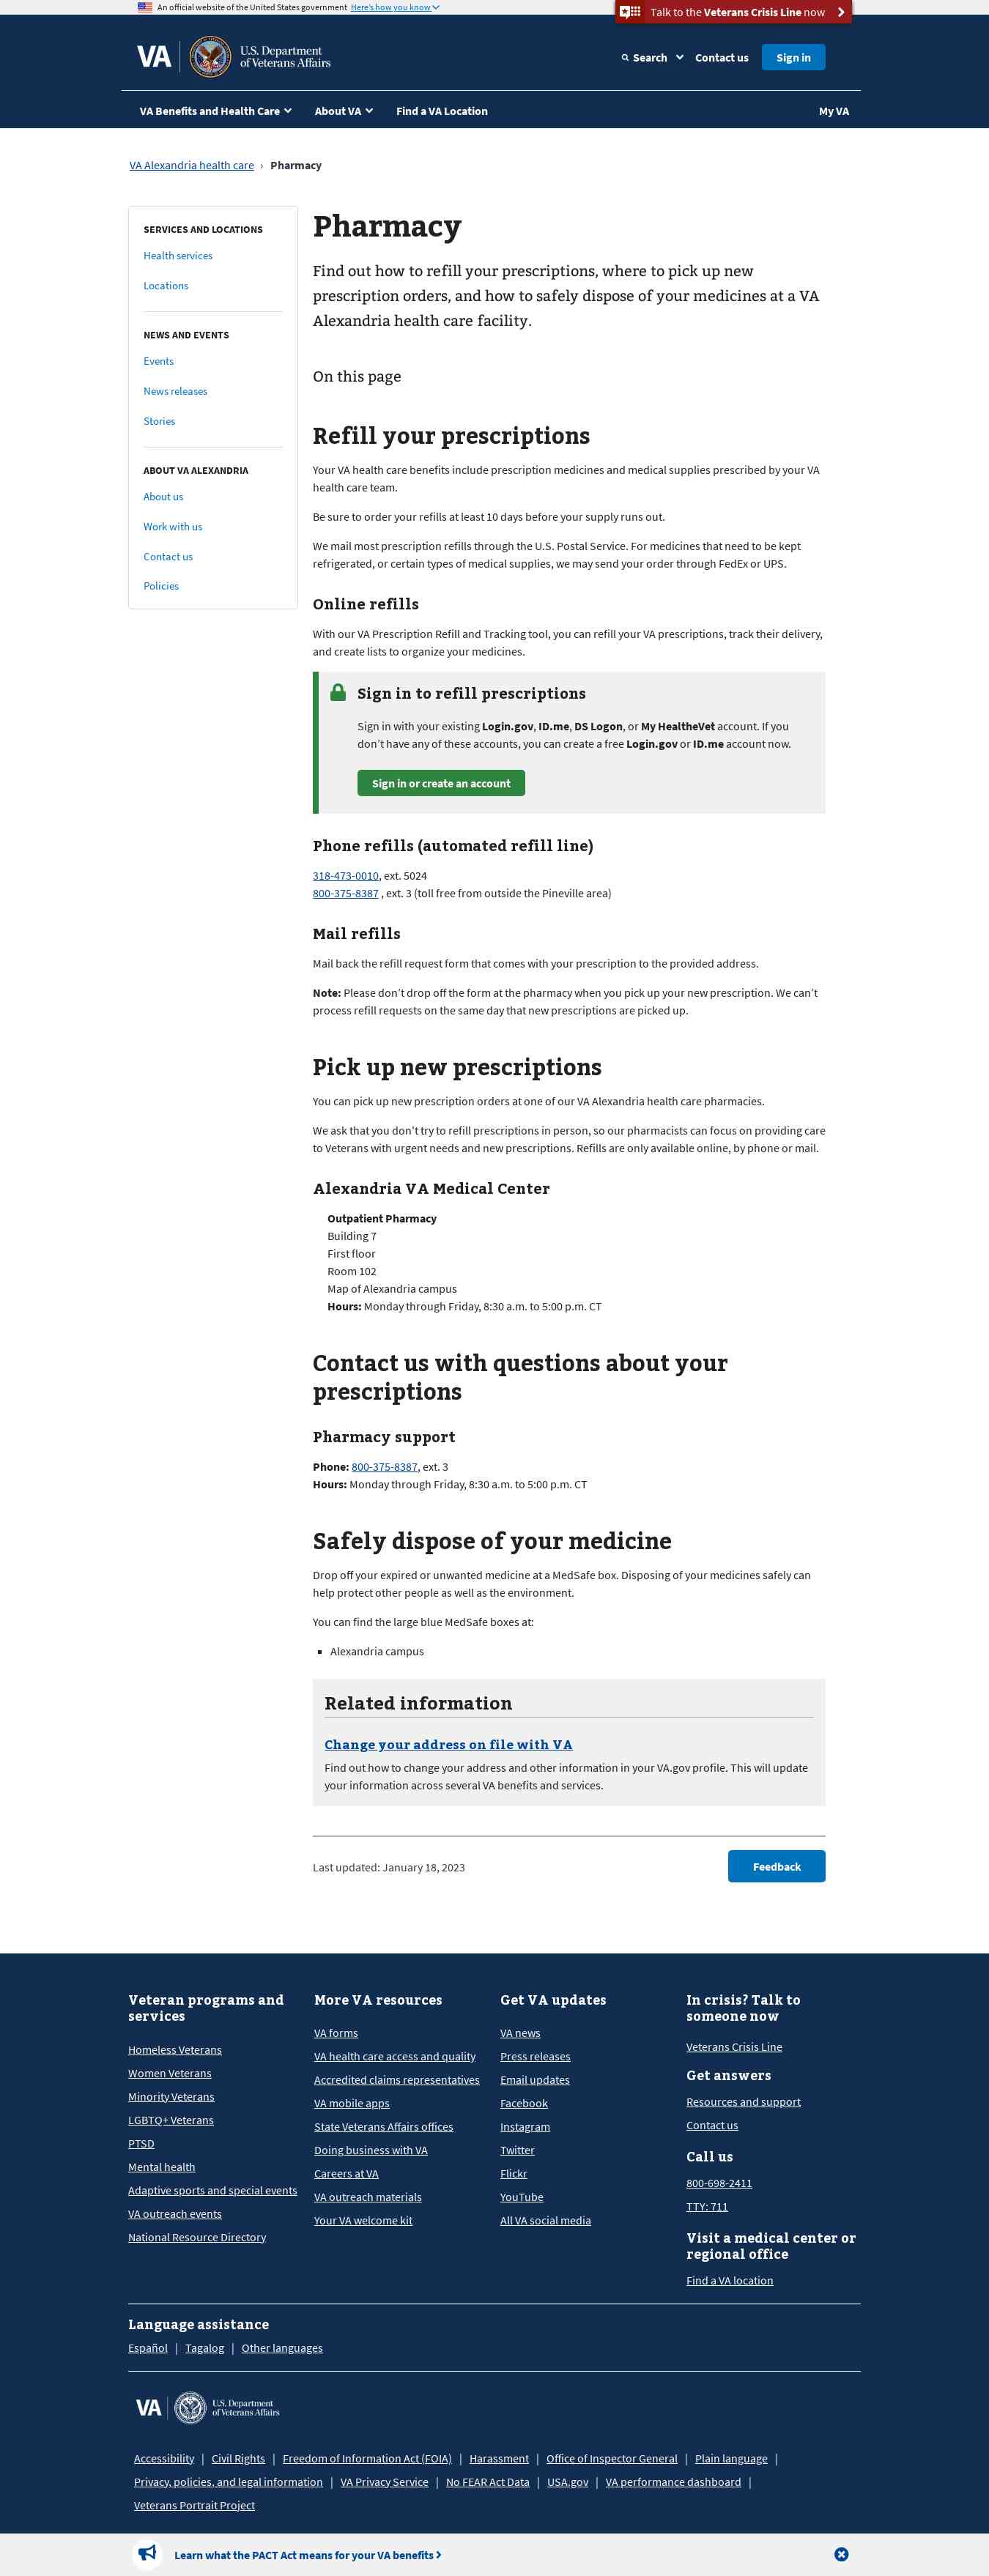 An official website of the United States government Here's how you know
Talk to the Veterans Crisis Line now
VA
U.S. Department
of Veterans Affairs
Search
Contact us
Sign in
VA Benefits and Health Care
About VA
Find a VA Location
My VA
VA Alexandria health care › Pharmacy
SERVICES AND LOCATIONS
Health services
Locations
NEWS AND EVENTS
Events
News releases
Stories
ABOUT VA ALEXANDRIA
About us
Work with us
Contact us
Policies
Pharmacy
Find out how to refill your prescriptions, where to pick up new
prescription orders, and how to safely dispose of your medicines at a VA
Alexandria health care facility.
On this page
Refill your prescriptions
Your VA health care benefits include prescription medicines and medical supplies prescribed by your VA
health care team.
Be sure to order your refills at least 10 days before your supply runs out.
We mail most prescription refills through the U.S. Postal Service. For medicines that need to be kept
refrigerated, or certain types of medical supplies, we may send your order through FedEx or UPS.
Online refills
With our VA Prescription Refill and Tracking tool, you can refill your VA prescriptions, track their delivery,
and create lists to organize your medicines.
Sign in to refill prescriptions
Sign in with your existing Login.gov, ID.me, DS Logon, or My HealtheVet account. If you
don’t have any of these accounts, you can create a free Login.gov or ID.me account now.
Sign in or create an account
Phone refills (automated refill line)
318-473-0010, ext. 5024
800-375-8387 , ext. 3 (toll free from outside the Pineville area)
Mail refills
Mail back the refill request form that comes with your prescription to the provided address.
Note: Please don’t drop off the form at the pharmacy when you pick up your new prescription. We can’t
process refill requests on the same day that new prescriptions are picked up.
Pick up new prescriptions
You can pick up new prescription orders at one of our VA Alexandria health care pharmacies.
We ask that you don't try to refill prescriptions in person, so our pharmacists can focus on providing care
to Veterans with urgent needs and new prescriptions. Refills are only available online, by phone or mail.
Alexandria VA Medical Center
Outpatient Pharmacy
Building 7
First floor
Room 102
Map of Alexandria campus
Hours: Monday through Friday, 8:30 a.m. to 5:00 p.m. CT
Contact us with questions about your
prescriptions
Pharmacy support
Phone: 800-375-8387, ext. 3
Hours: Monday through Friday, 8:30 a.m. to 5:00 p.m. CT
Safely dispose of your medicine
Drop off your expired or unwanted medicine at a MedSafe box. Disposing of your medicines safely can
help protect other people as well as the environment.
You can find the large blue MedSafe boxes at:
Alexandria campus
Related information
Change your address on file with VA
Find out how to change your address and other information in your VA.gov profile. This will update
your information across several VA benefits and services.
Last updated: January 18, 2023
Feedback
Veteran programs and
services
Homeless Veterans
Women Veterans
Minority Veterans
LGBTQ+ Veterans
PTSD
Mental health
Adaptive sports and special events
VA outreach events
National Resource Directory
More VA resources
VA forms
VA health care access and quality
Accredited claims representatives
VA mobile apps
State Veterans Affairs offices
Doing business with VA
Careers at VA
VA outreach materials
Your VA welcome kit
Get VA updates
VA news
Press releases
Email updates
Facebook
Instagram
Twitter
Flickr
YouTube
All VA social media
In crisis? Talk to
someone now
Veterans Crisis Line
Get answers
Resources and support
Contact us
Call us
800-698-2411
TTY: 711
Visit a medical center or
regional office
Find a VA location
Language assistance
Español | Tagalog | Other languages
VA
U.S. Department
of Veterans Affairs
Accessibility | Civil Rights | Freedom of Information Act (FOIA) | Harassment | Office of Inspector General | Plain language |
Privacy, policies, and legal information | VA Privacy Service | No FEAR Act Data | USA.gov | VA performance dashboard |
Veterans Portrait Project
Learn what the PACT Act means for your VA benefits